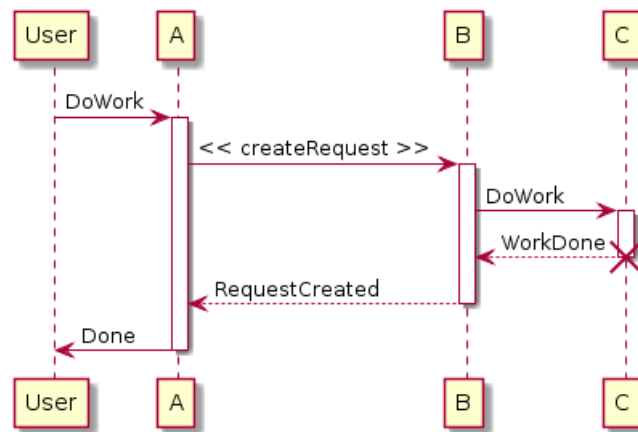 User A B C
DoWork
<< createRequest >>
DoWork
WorkDone
RequestCreated
Done
User A B C